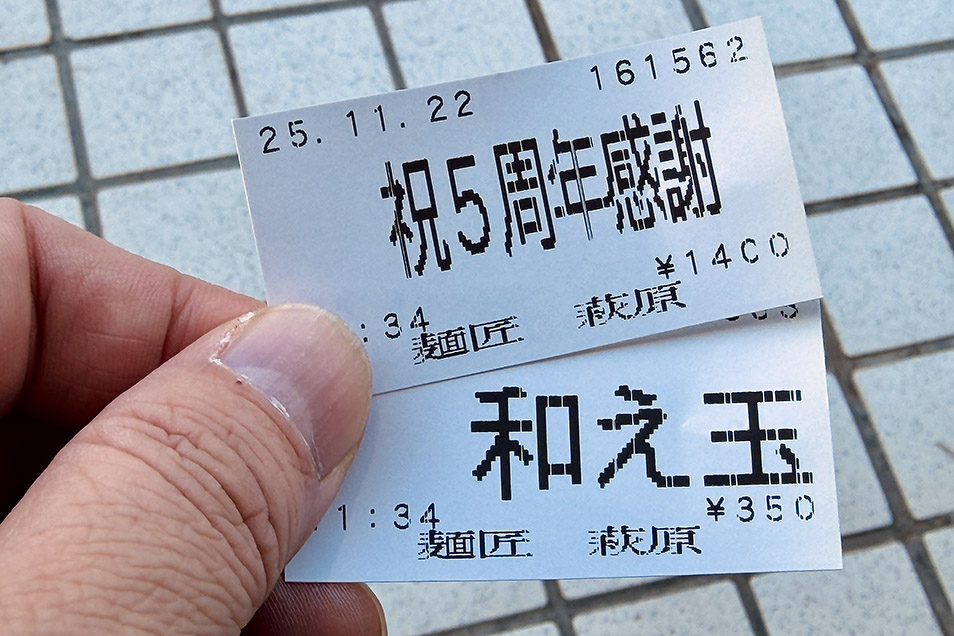 25.11.22 161562
祝5周年感謝
¥1400
:34
麺匠 萩原
和え玉
¥350
1:34
麺匠 萩原